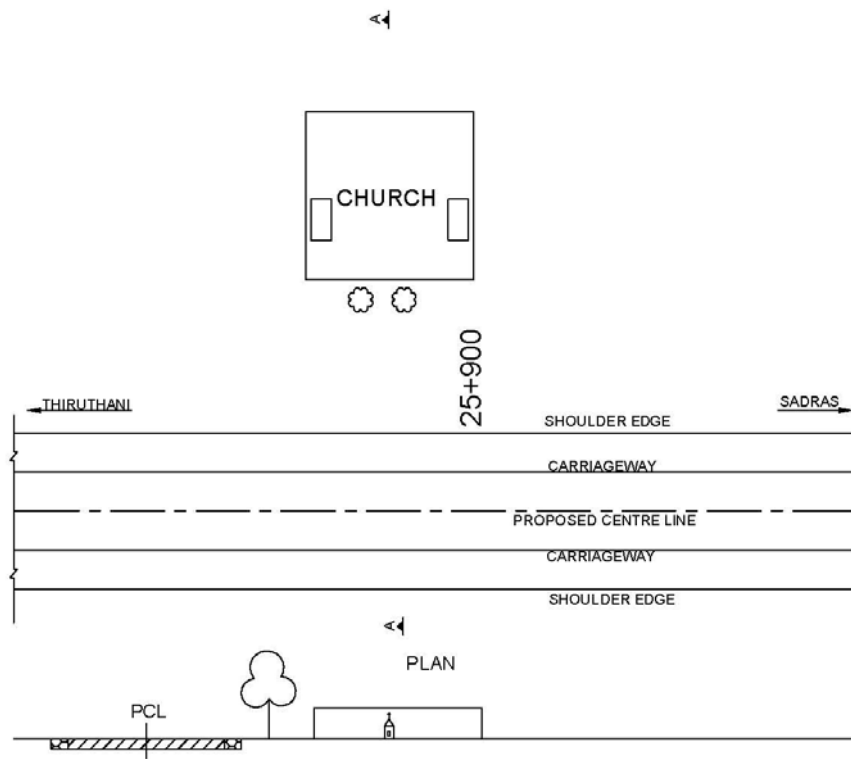 A
CHURCH
25+900
THIRUTHANI
SADRAS
SHOULDER EDGE
CARRIAGEWAY
PROPOSED CENTRE LINE
CARRIAGEWAY
SHOULDER EDGE
A
PLAN
PCL